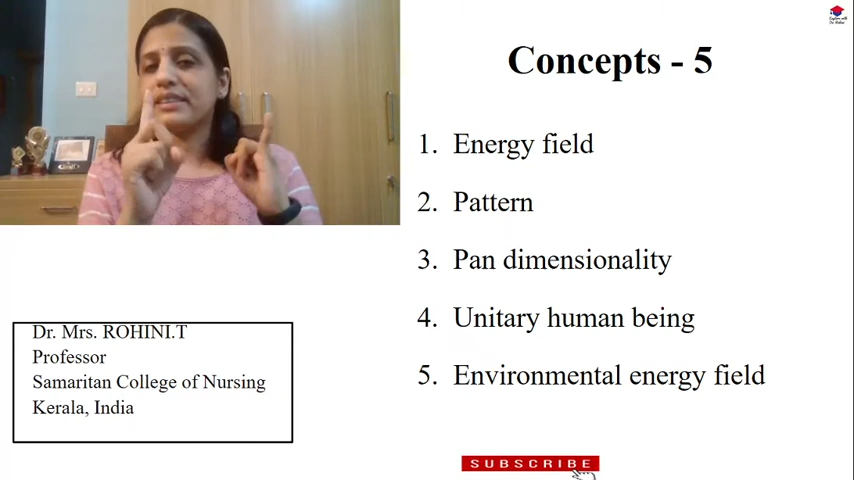 Concepts - 5
1. Energy field
2. Pattern
3. Pan dimensionality
4. Unitary human being
5. Environmental energy field
Dr. Mrs. ROHINI.T
Professor
Samaritan College of Nursing
Kerala, India
SUBSCRIBE